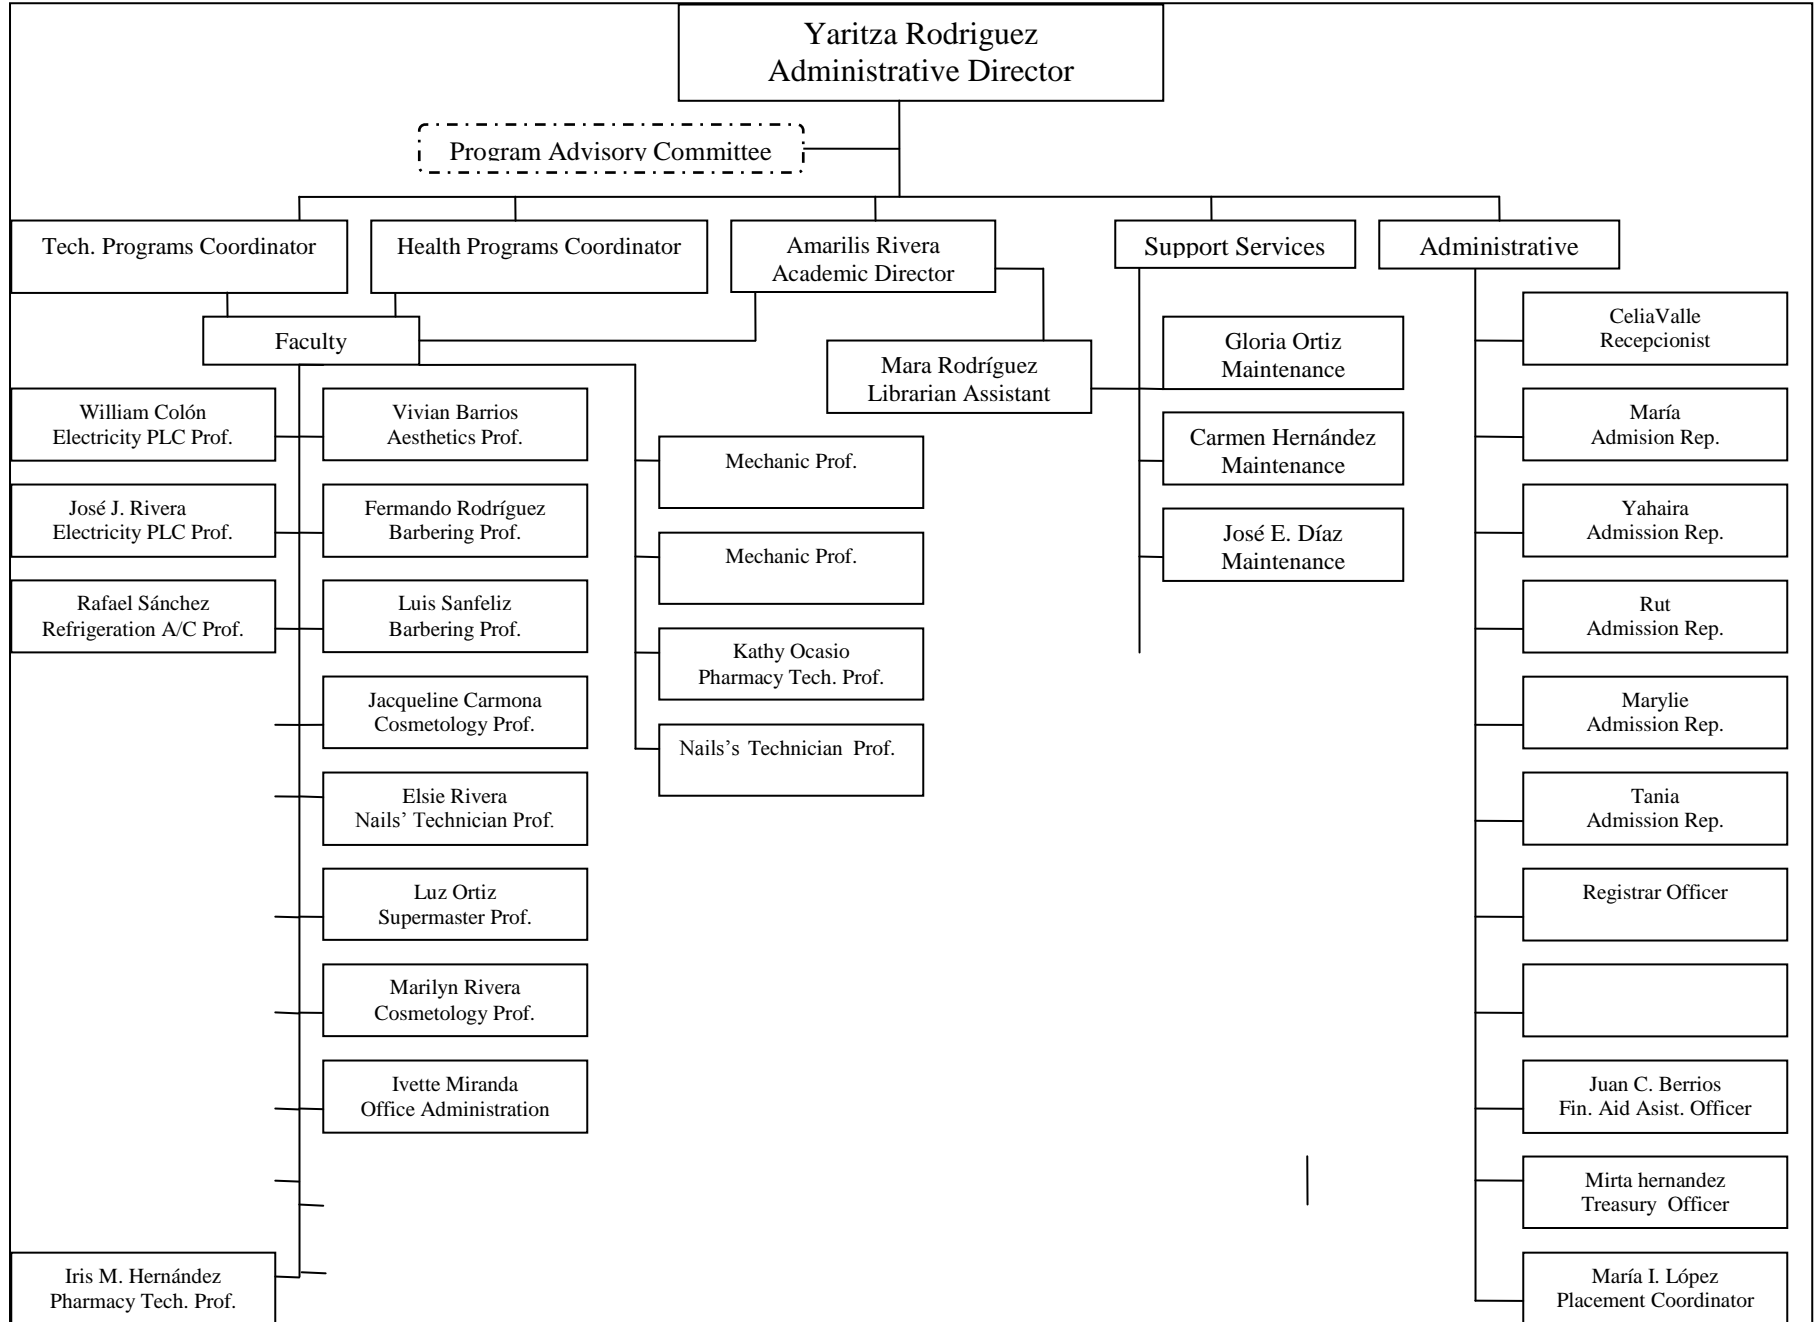 Yaritza Rodriguez
Administrative Director
Program Advisory Committee
Tech. Programs Coordinator
Health Programs Coordinator
Amarilis Rivera
Academic Director
Support Services
Administrative
Faculty
Mara Rodríguez
Librarian Assistant
William Colón
Electricity PLC Prof.
José J. Rivera
Electricity PLC Prof.
Rafael Sánchez
Refrigeration A/C Prof.
Iris M. Hernández
Pharmacy Tech. Prof.
Vivian Barrios
Aesthetics Prof.
Fermando Rodríguez
Barbering Prof.
Luis Sanfeliz
Barbering Prof.
Jacqueline Carmona
Cosmetology Prof.
Elsie Rivera
Nails’ Technician Prof.
Luz Ortiz
Supermaster Prof.
Marilyn Rivera
Cosmetology Prof.
Ivette Miranda
Office Administration
Mechanic Prof.
Mechanic Prof.
Kathy Ocasio
Pharmacy Tech. Prof.
Nails’s Technician Prof.
Gloria Ortiz
Maintenance
Carmen Hernández
Maintenance
José E. Díaz
Maintenance
CeliaValle
Recepcionist
María
Admision Rep.
Yahaira
Admission Rep.
Rut
Admission Rep.
Marylie
Admission Rep.
Tania
Admission Rep.
Registrar Officer
Juan C. Berrios
Fin. Aid Asist. Officer
Mirta hernandez
Treasury Officer
María I. López
Placement Coordinator